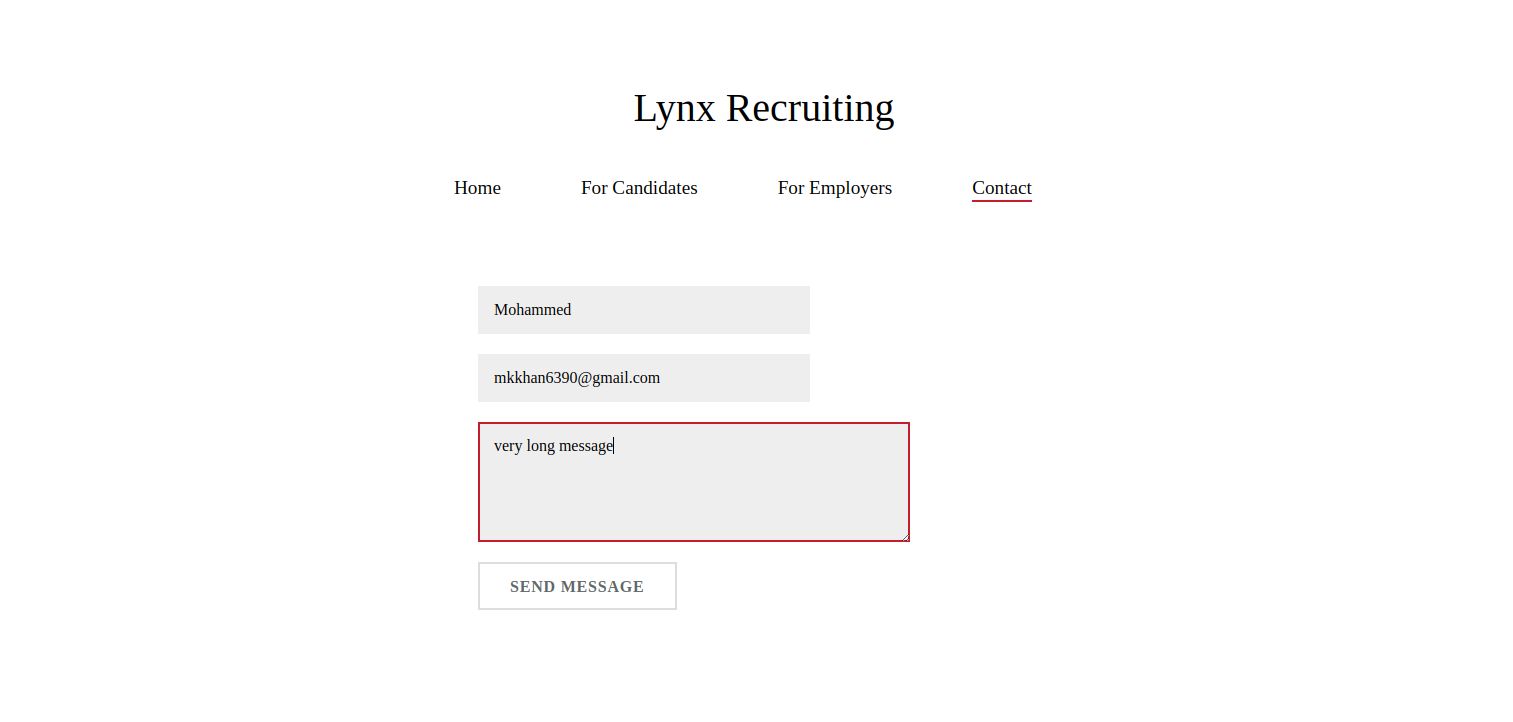 Lynx Recruiting
Home For Candidates For Employers Contact
Mohammed
mkkhan6390@gmail.com
very long message
SEND MESSAGE